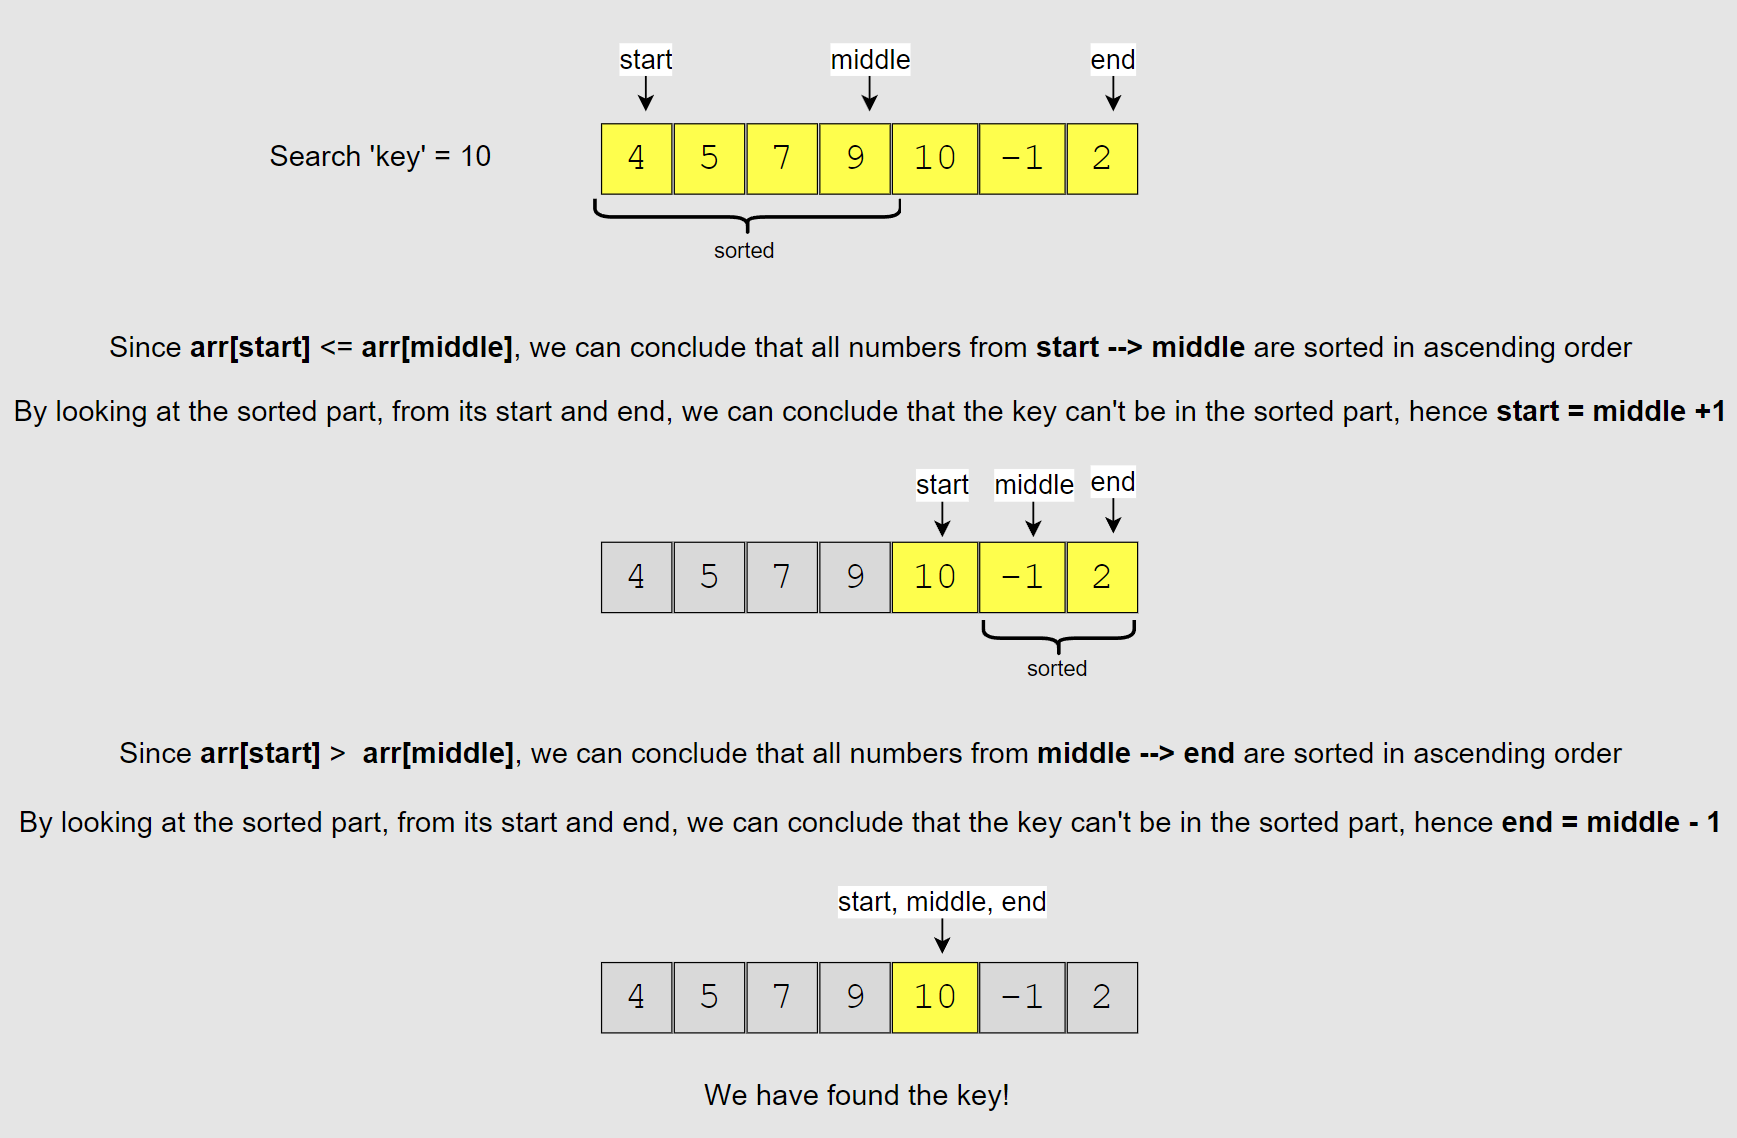 start middle end
Search 'key' = 10
4 5 7 9 10 -1 2
sorted
Since arr[start] <= arr[middle], we can conclude that all numbers from start --> middle are sorted in ascending order
By looking at the sorted part, from its start and end, we can conclude that the key can't be in the sorted part, hence start = middle +1
start middle end
4 5 7 9 10 -1 2
sorted
Since arr[start] > arr[middle], we can conclude that all numbers from middle --> end are sorted in ascending order
By looking at the sorted part, from its start and end, we can conclude that the key can't be in the sorted part, hence end = middle - 1
start, middle, end
4 5 7 9 10 -1 2
We have found the key!